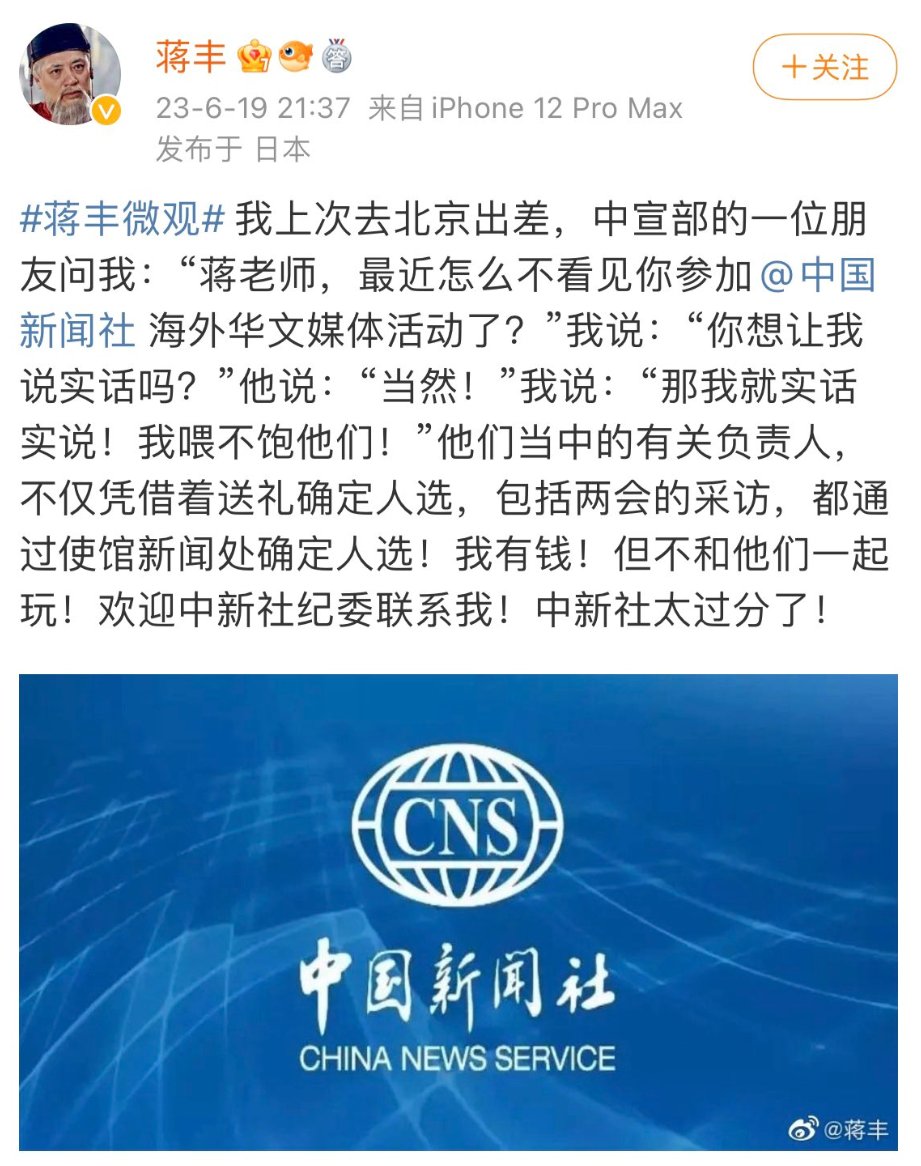 蒋丰
+关注
23-6-19 21:37 来自 iPhone 12 Pro Max
发布于 日本
#蒋丰微观# 我上次去北京出差，中宣部的一位朋
友问我：“蒋老师，最近怎么不看见你参加@中国
新闻社 海外华文媒体活动了？”我说：“你想让我
说实话吗？”他说：“当然！”我说：“那我就实话
实说！我喂不饱他们！”他们当中的有关负责人，
不仅凭借着送礼确定人选，包括两会的采访，都通
过使馆新闻处确定人选！我有钱！但不和他们一起
玩！欢迎中新社纪委联系我！中新社太过分了！
CNS
中国新闻社
CHINA NEWS SERVICE
@蒋丰